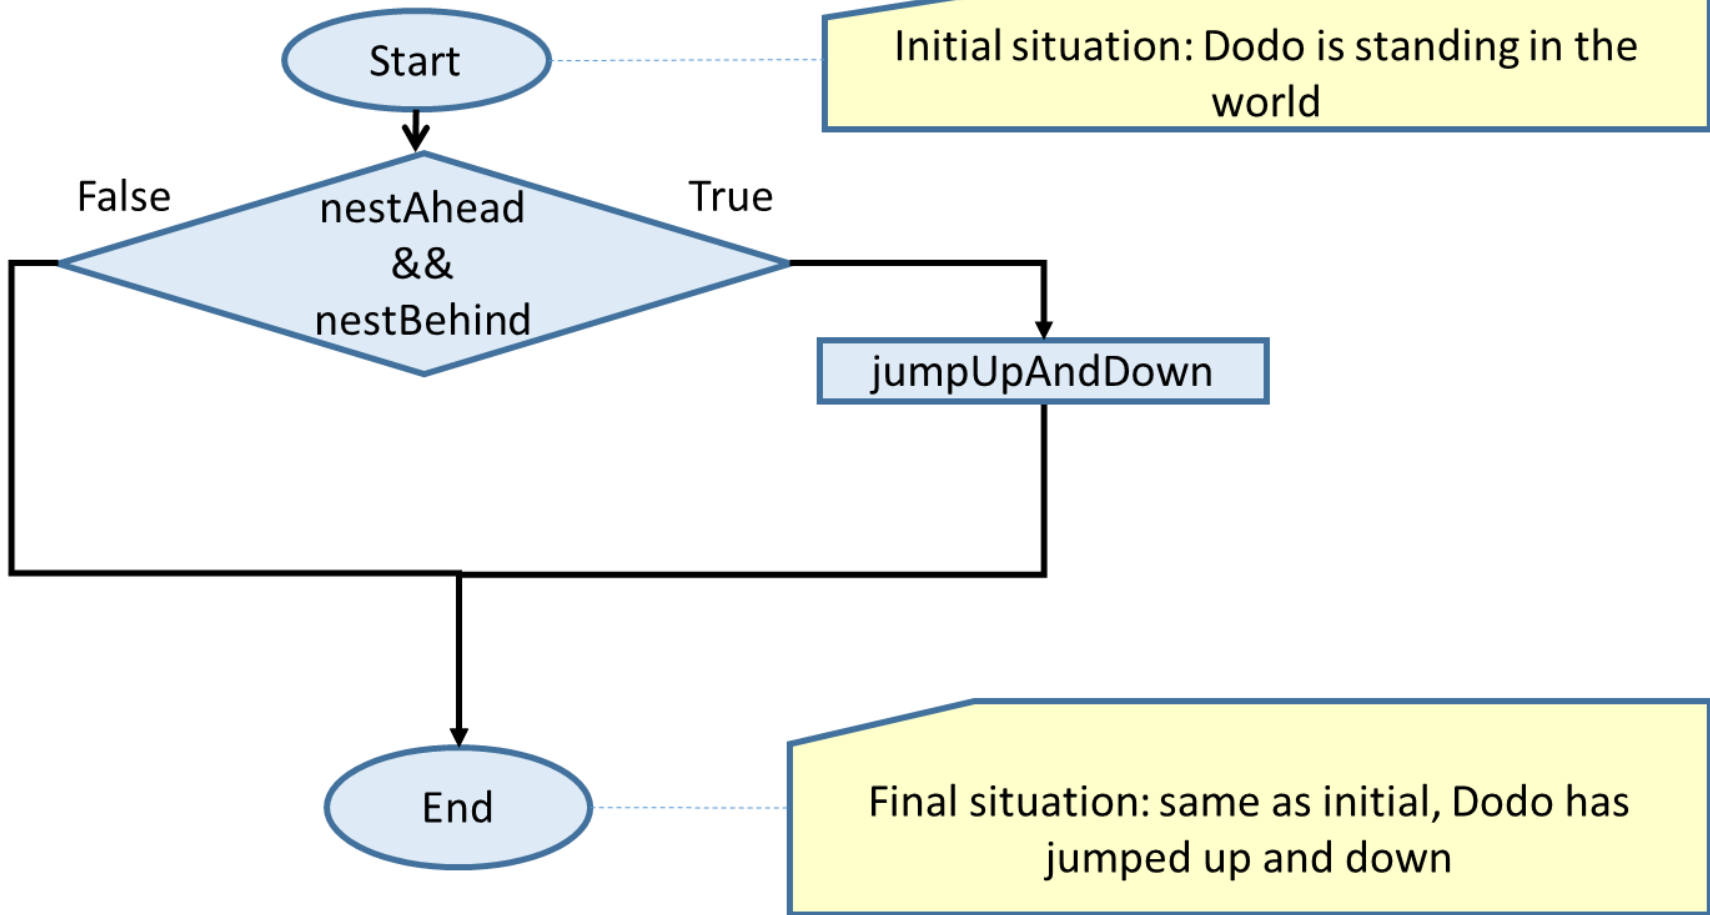 Start
Initial situation: Dodo is standing in the
world
False
True
nestAhead
&&
nestBehind
jumpUpAndDown
End
Final situation: same as initial, Dodo has
jumped up and down